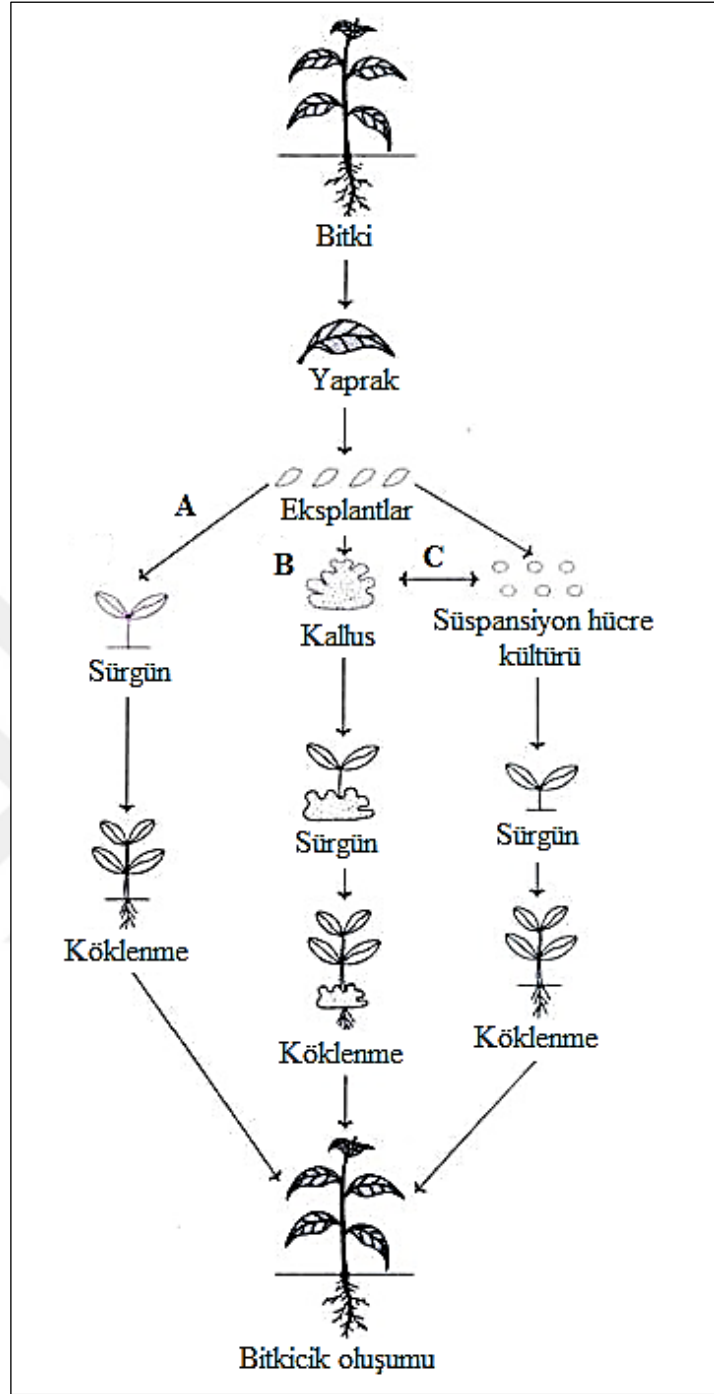 Bitki
Yaprak
Eksplantlar
A
B
C
Kallus
Süspansiyon hücre
kültürü
Sürgün
Sürgün
Sürgün
Köklenme
Köklenme
Köklenme
Bitkicik oluşumu